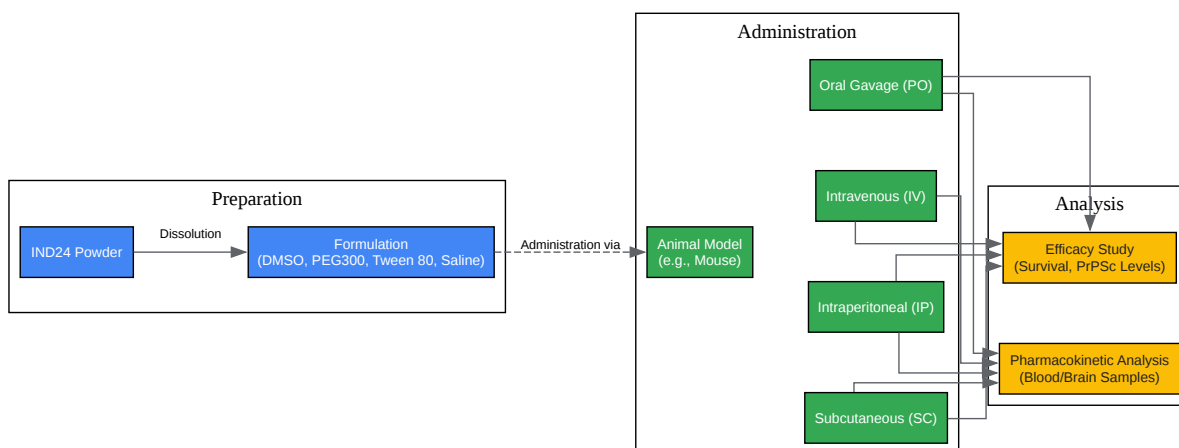 Preparation
IND24 Powder
Dissolution
Formulation
(DMSO, PEG300, Tween 80, Saline)
Administration via
Administration
Animal Model
(e.g., Mouse)
Oral Gavage (PO)
Intravenous (IV)
Intraperitoneal (IP)
Subcutaneous (SC)
Analysis
Efficacy Study
(Survival, PrPSc Levels)
Pharmacokinetic Analysis
(Blood/Brain Samples)